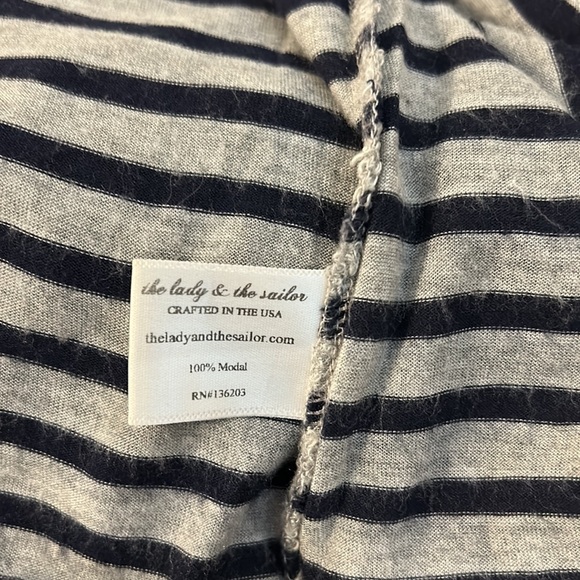 the lady & the sailor
CRAFTED IN THE USA
theladyandthesailor.com
100% Modal
RN#136203